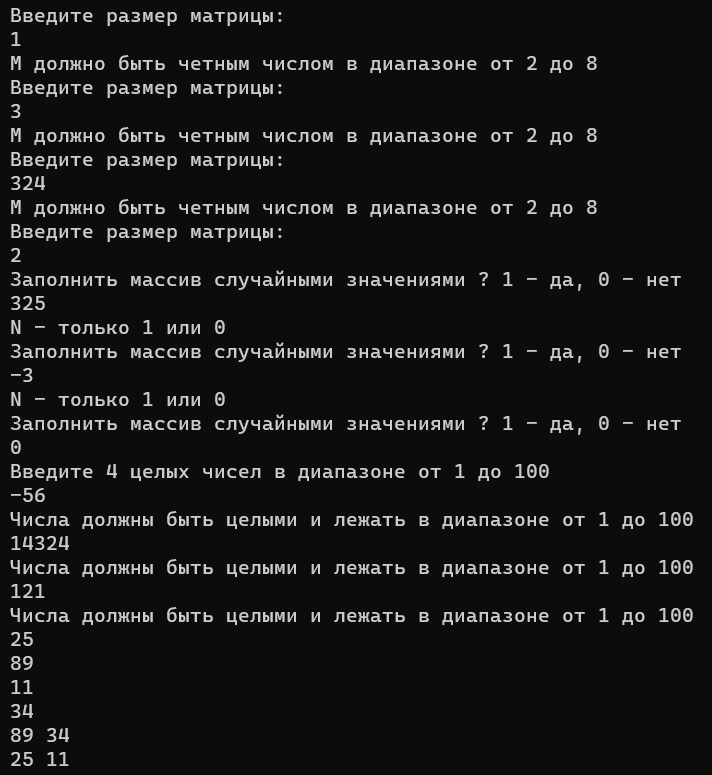 Введите размер матрицы:
1
М должно быть четным числом в диапазоне от 2 до 8
Введите размер матрицы:
3
М должно быть четным числом в диапазоне от 2 до 8
Введите размер матрицы:
324
М должно быть четным числом в диапазоне от 2 до 8
Введите размер матрицы:
2
Заполнить массив случайными значениями ? 1 - да, 0 - нет
325
N - только 1 или 0
Заполнить массив случайными значениями ? 1 - да, 0 - нет
-3
N - только 1 или 0
Заполнить массив случайными значениями ? 1 - да, 0 - нет
0
Введите 4 целых чисел в диапазоне от 1 до 100
-56
Числа должны быть целыми и лежать в диапазоне от 1 до 100
14324
Числа должны быть целыми и лежать в диапазоне от 1 до 100
121
Числа должны быть целыми и лежать в диапазоне от 1 до 100
25
89
11
34
89 34
25 11